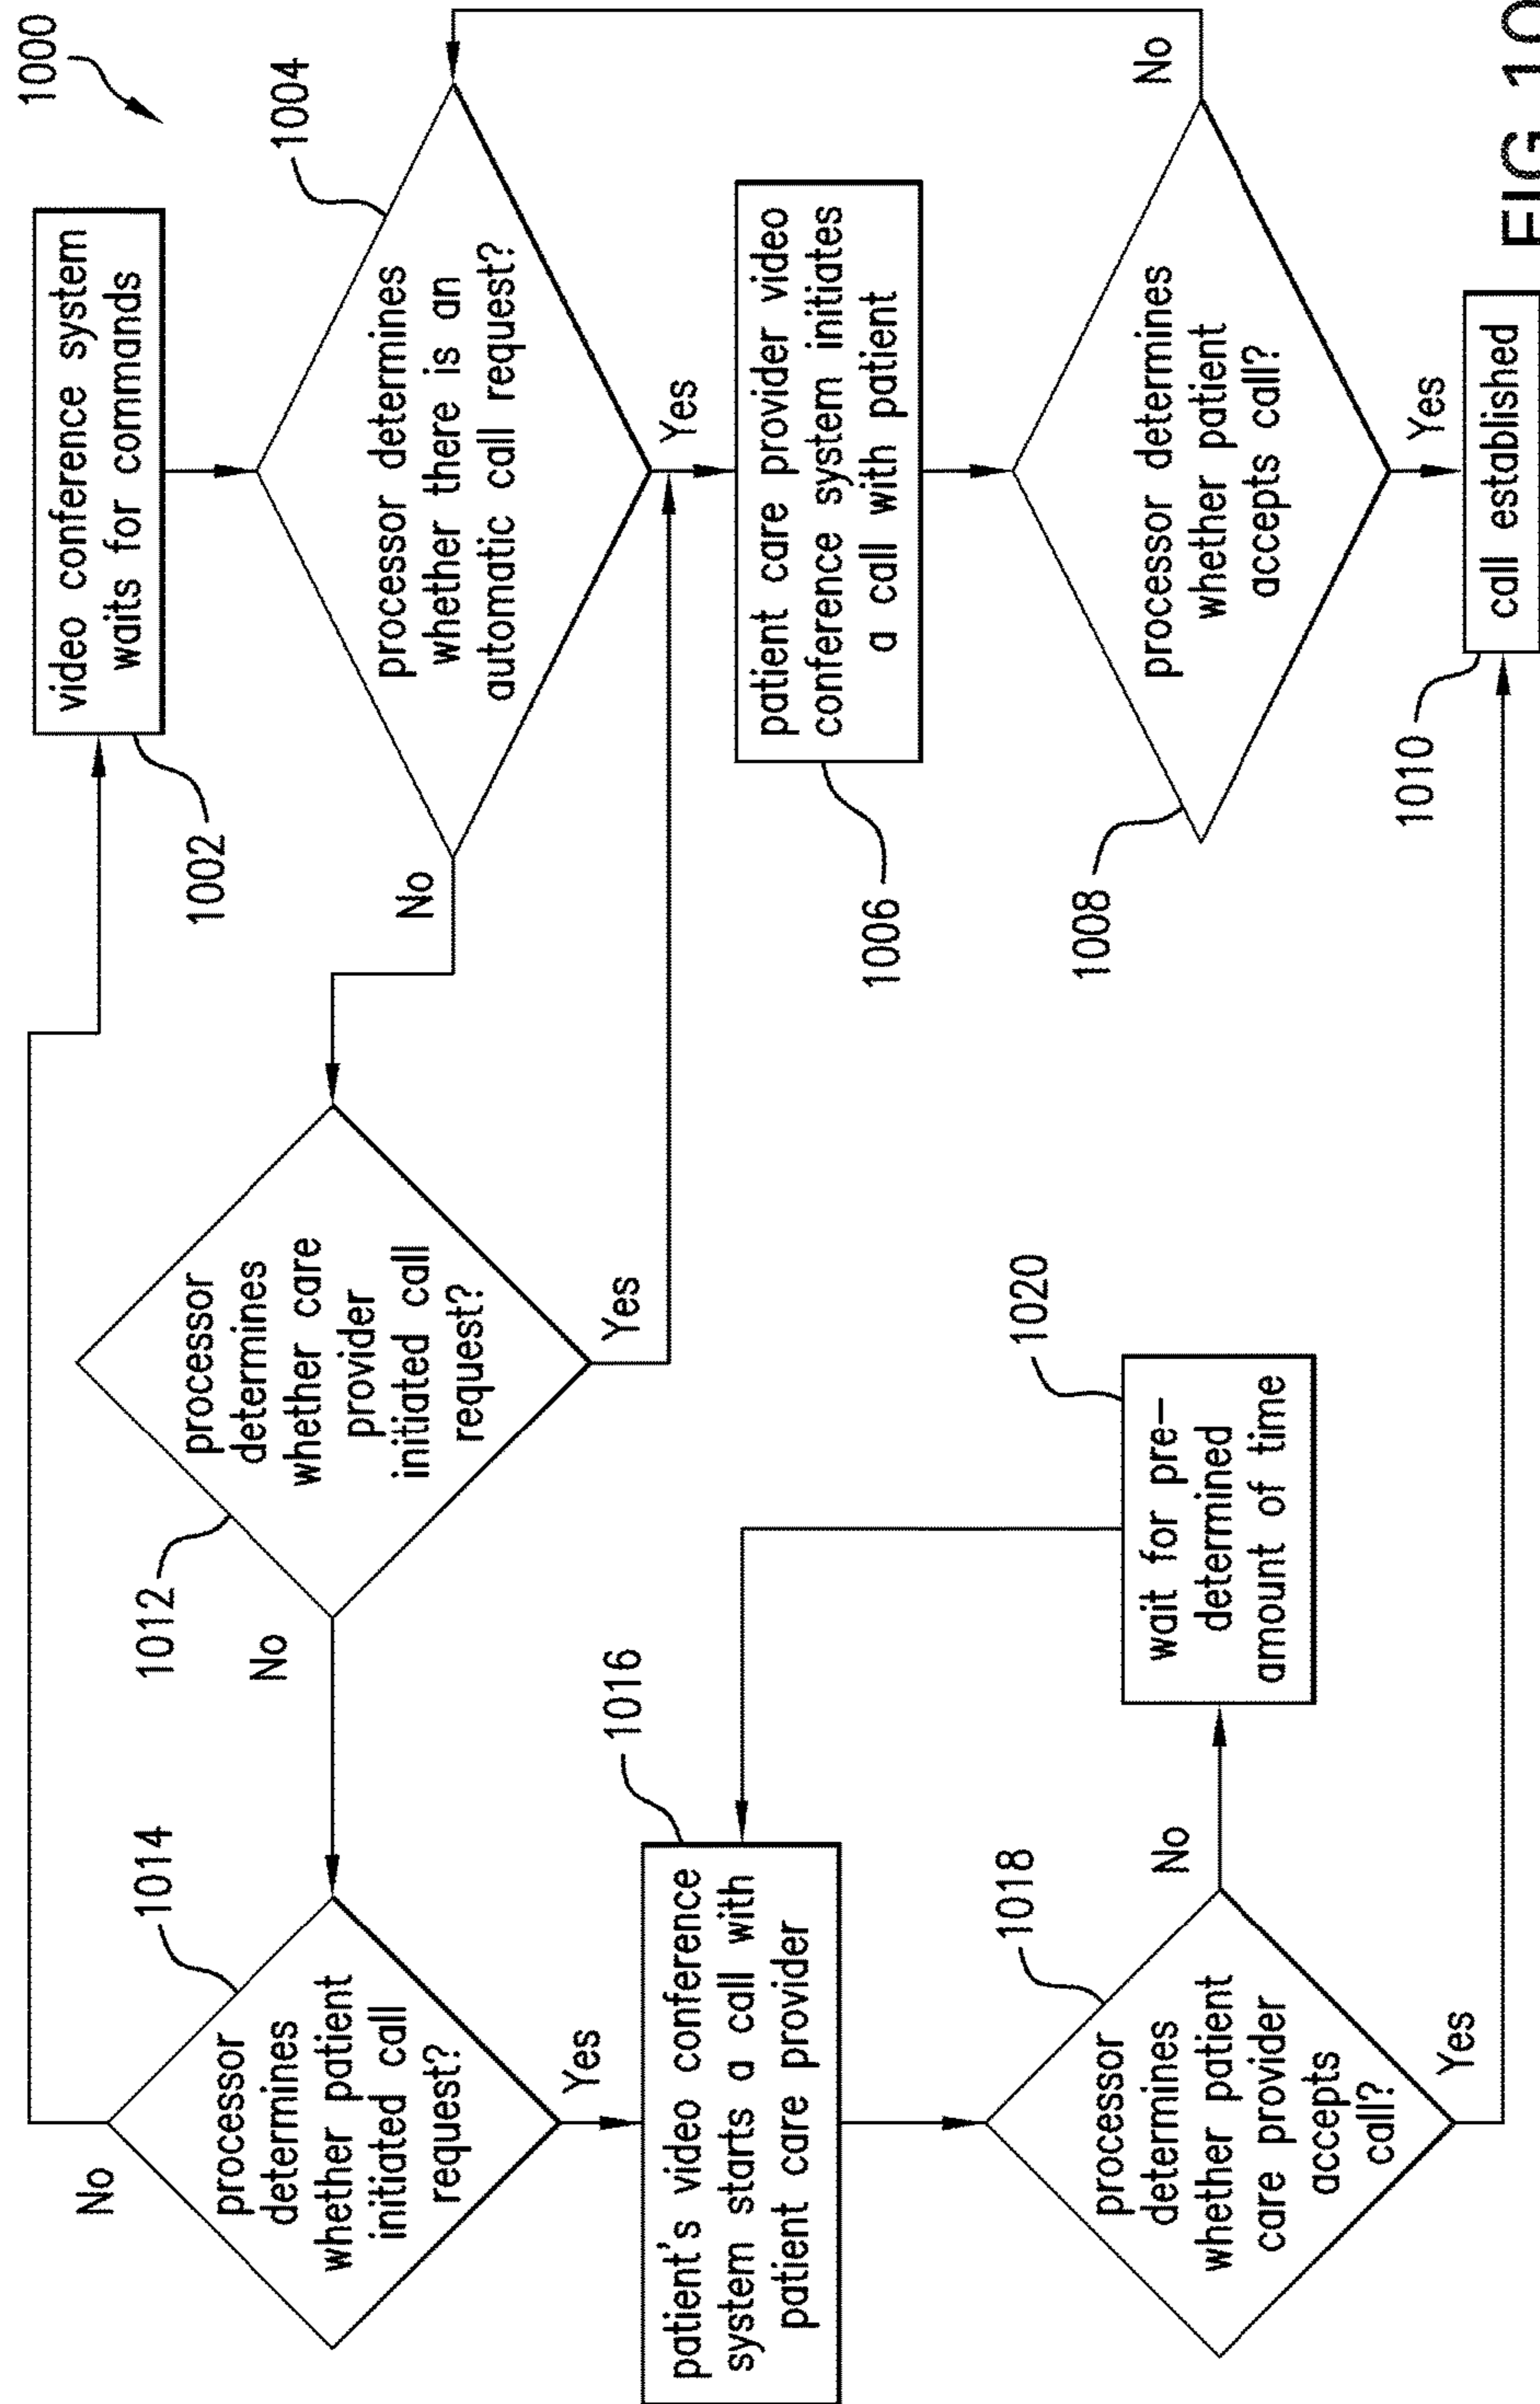 1000
video conference system
waits for commands
1002
1004
processor determines
whether there is an
automatic call request?
No
Yes
patient care provider video
conference system initiates
a call with patient
1006
processor determines
whether patient
accepts call?
1008
No
Yes
call established
1010
processor
determines
whether care
provider
initiated call
request?
1012
No
Yes
processor
determines
whether patient
initiated call
request?
1014
No
Yes
patient's video conference
system starts a call with
patient care provider
1016
processor
determines
whether patient
care provider
accepts
call?
1018
No
Yes
wait for pre–
determined
amount of time
1020
FIG 10